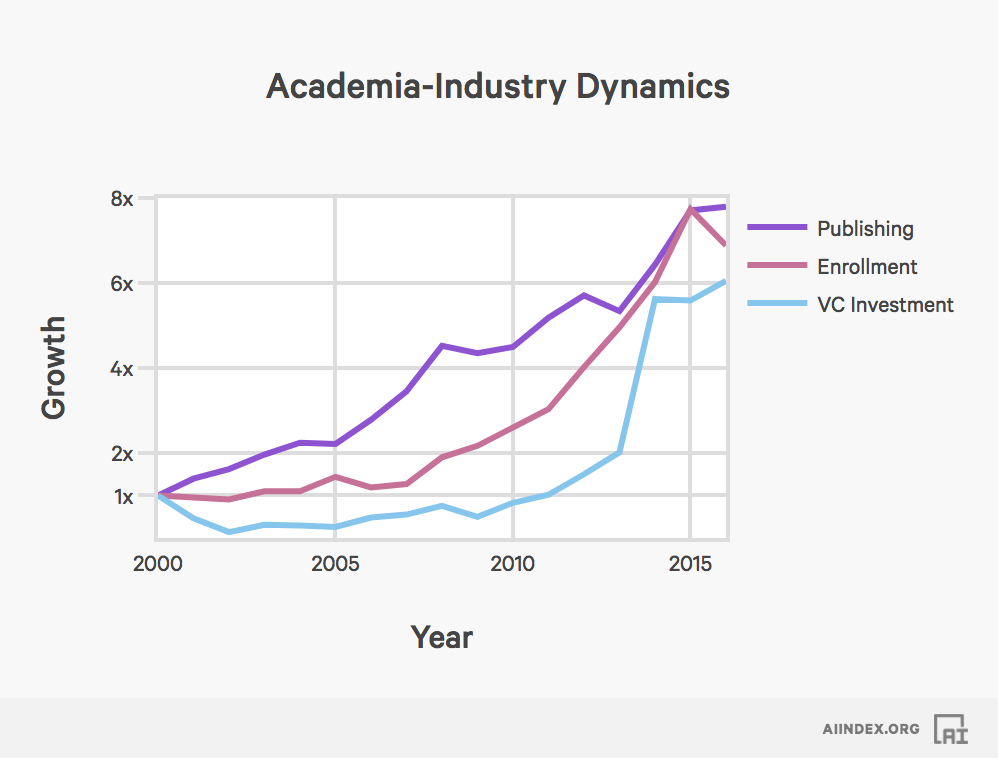 Academia-Industry Dynamics
8x
6x
4x
2x
1x
Growth
2000 2005 2010 2015
Year
Publishing
Enrollment
VC Investment
AIINDEX.ORG
AI